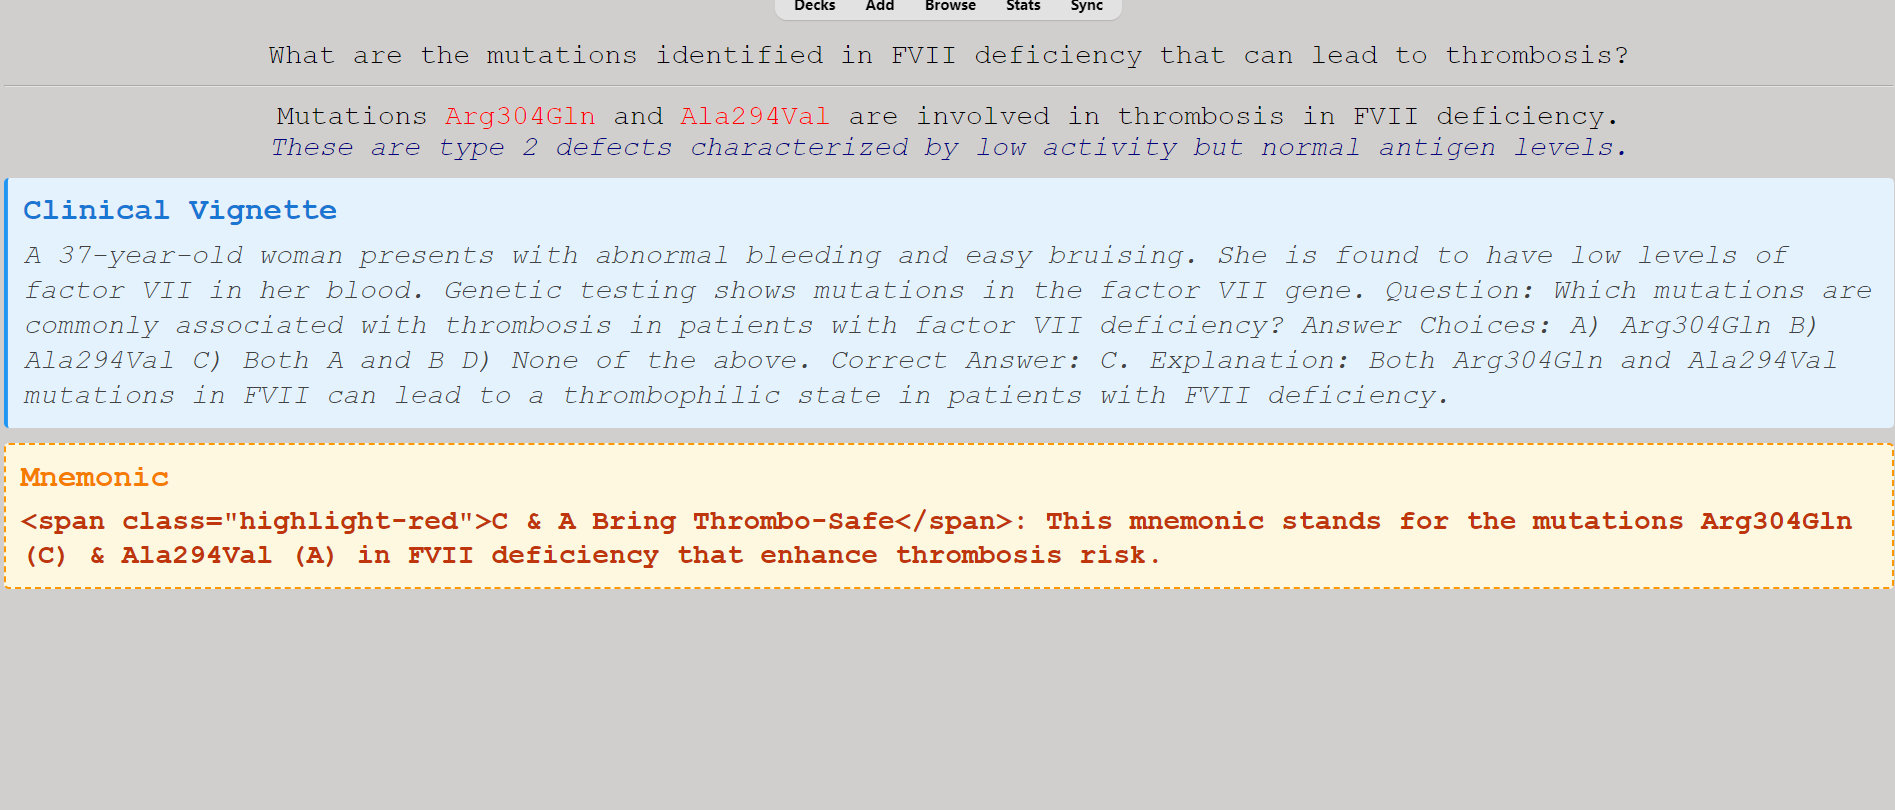 Decks Add Browse Stats Sync
What are the mutations identified in FVII deficiency that can lead to thrombosis?
Mutations Arg304Gln and Ala294Val are involved in thrombosis in FVII deficiency.
These are type 2 defects characterized by low activity but normal antigen levels.
Clinical Vignette
A 37-year-old woman presents with abnormal bleeding and easy bruising. She is found to have low levels of
factor VII in her blood. Genetic testing shows mutations in the factor VII gene. Question: Which mutations are
commonly associated with thrombosis in patients with factor VII deficiency? Answer Choices: A) Arg304Gln B)
Ala294Val C) Both A and B D) None of the above. Correct Answer: C. Explanation: Both Arg304Gln and Ala294Val
mutations in FVII can lead to a thrombophilic state in patients with FVII deficiency.
Mnemonic
<span class="highlight-red">C & A Bring Thrombo-Safe</span>: This mnemonic stands for the mutations Arg304Gln
(C) & Ala294Val (A) in FVII deficiency that enhance thrombosis risk.